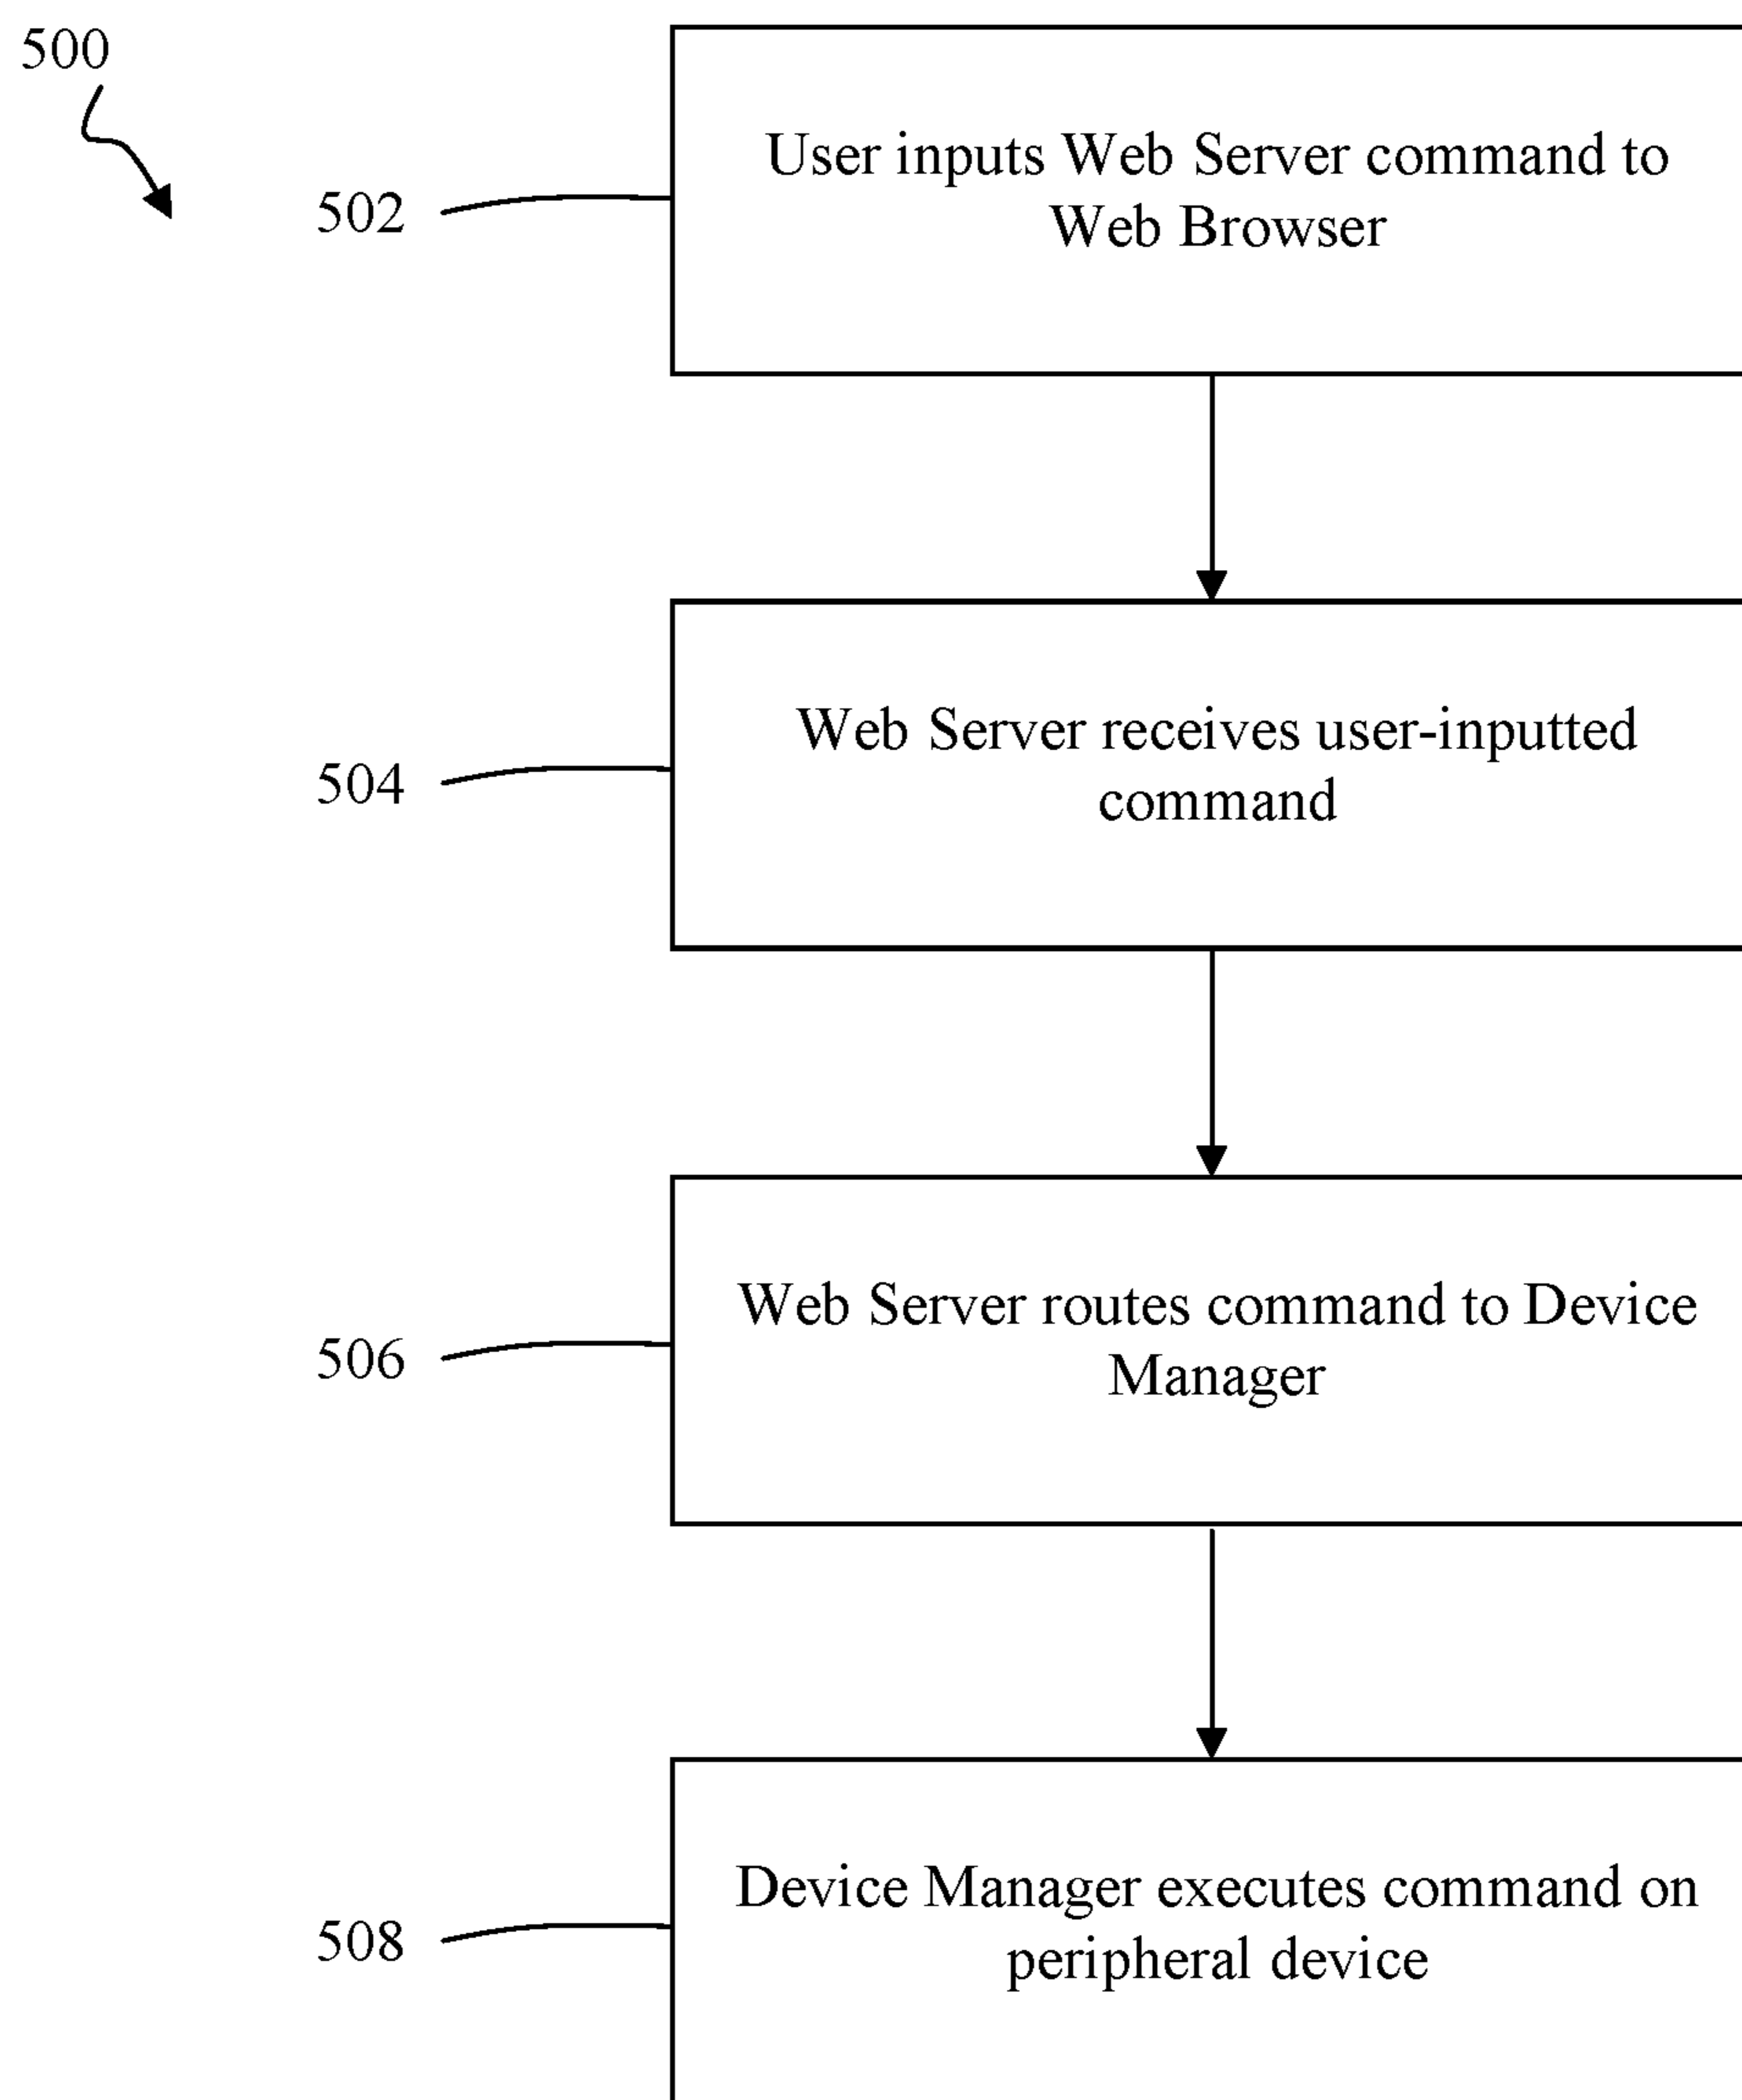 500
502
User inputs Web Server command to
Web Browser
504
Web Server receives user-inputted
command
506
Web Server routes command to Device
Manager
508
Device Manager executes command on
peripheral device